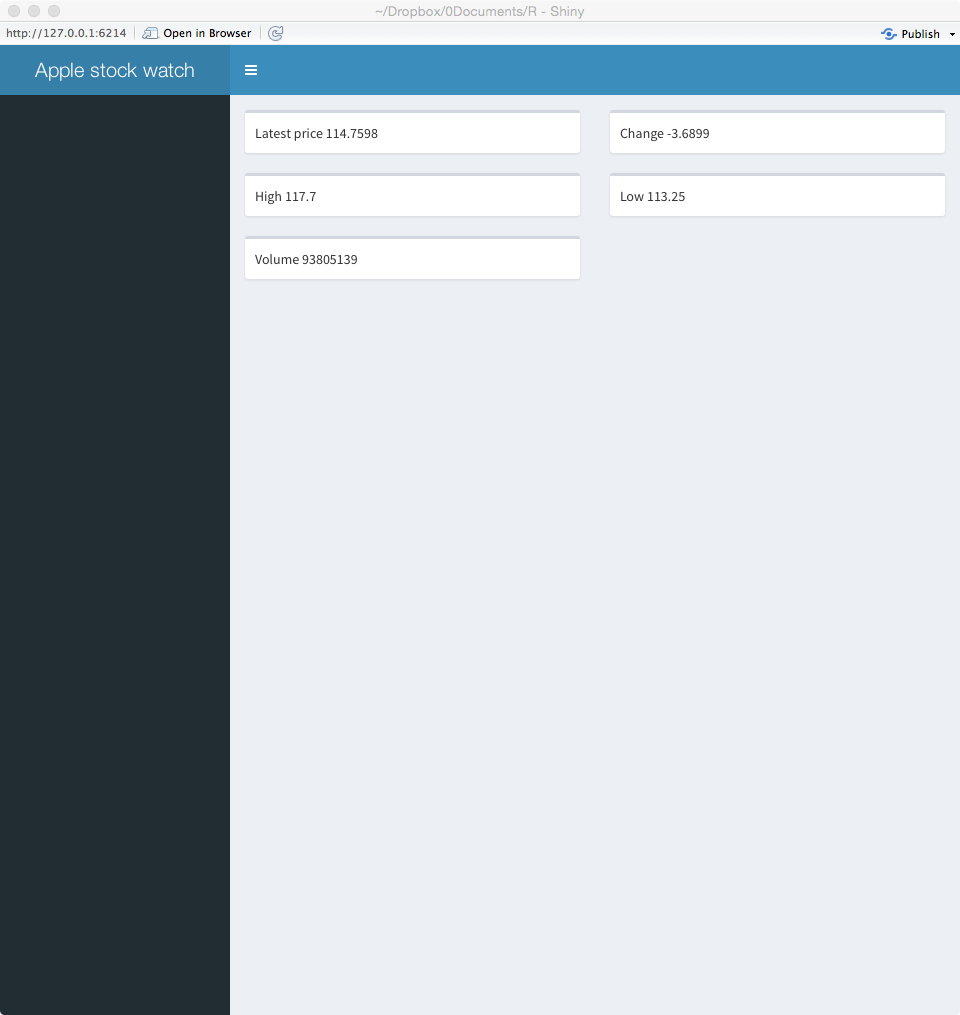 ~/Dropbox/0Documents/R - Shiny
http://127.0.0.1:6214 Open in Browser Publish
Apple stock watch
Latest price 114.7598 Change -3.6899
High 117.7 Low 113.25
Volume 93805139